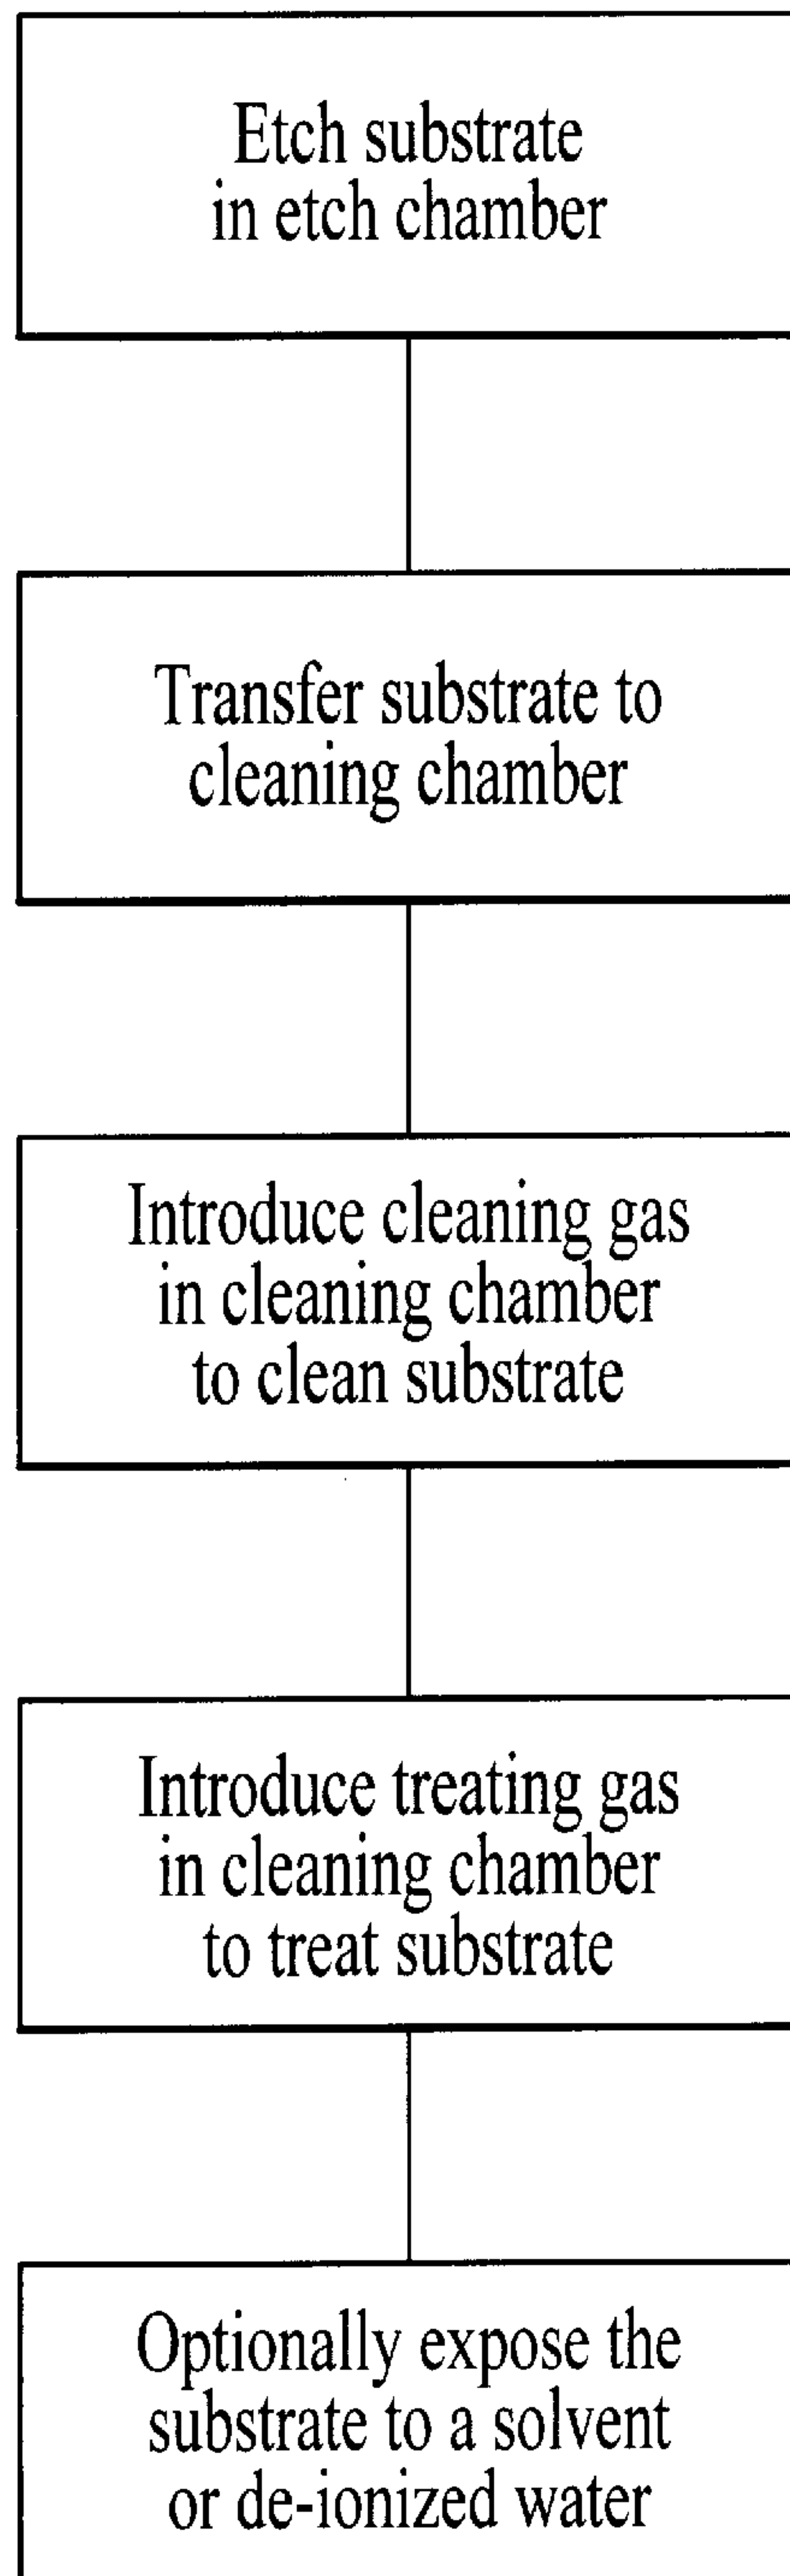 Etch substrate
in etch chamber
Transfer substrate to
cleaning chamber
Introduce cleaning gas
in cleaning chamber
to clean substrate
Introduce treating gas
in cleaning chamber
to treat substrate
Optionally expose the
substrate to a solvent
or de-ionized water